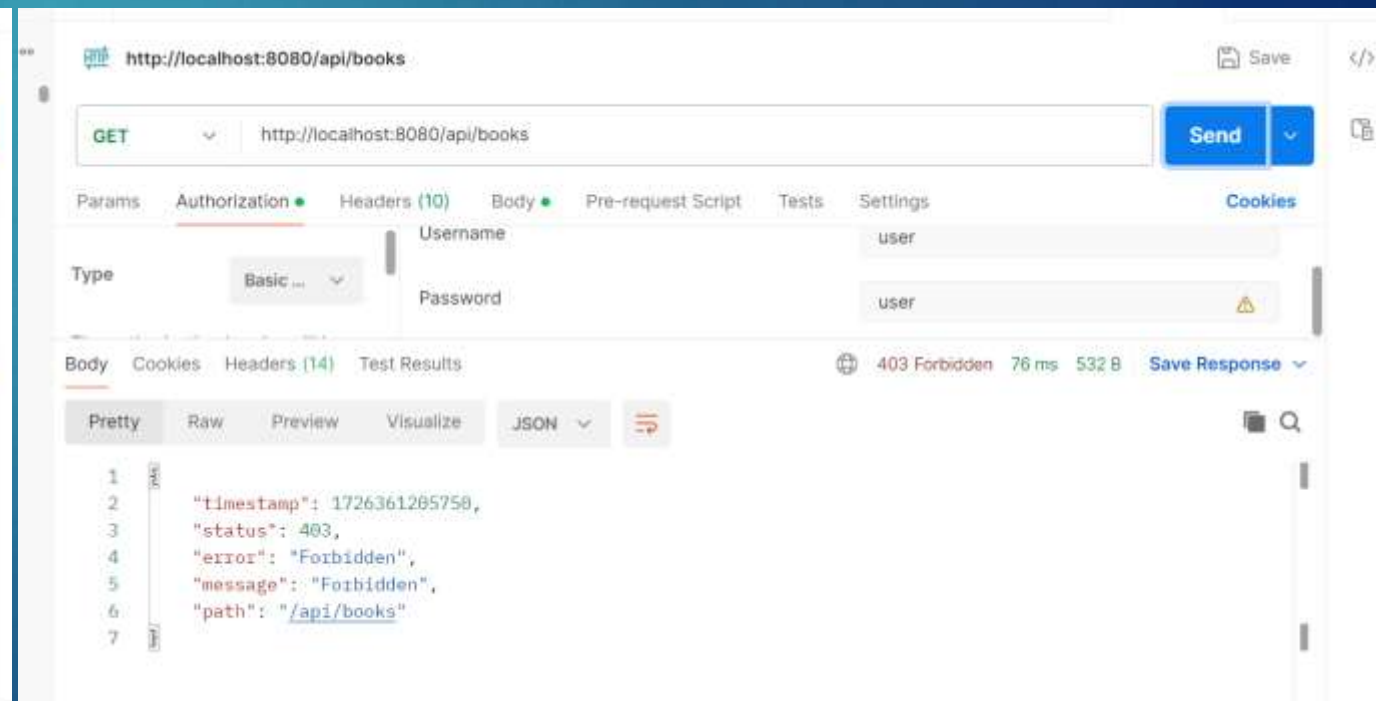 http://localhost:8080/api/books
Save
GET
http://localhost:8080/api/books
Send
Params Authorization Headers (10) Body Pre-request Script Tests Settings Cookies
Username user
Type Basic ...
Password user
Body Cookies Headers (14) Test Results 403 Forbidden 76 ms 532 B Save Response
Pretty Raw Preview Visualize JSON
1 {
2 "timestamp": 1726361205750,
3 "status": 403,
4 "error": "Forbidden",
5 "message": "Forbidden",
6 "path": "/api/books"
7 }